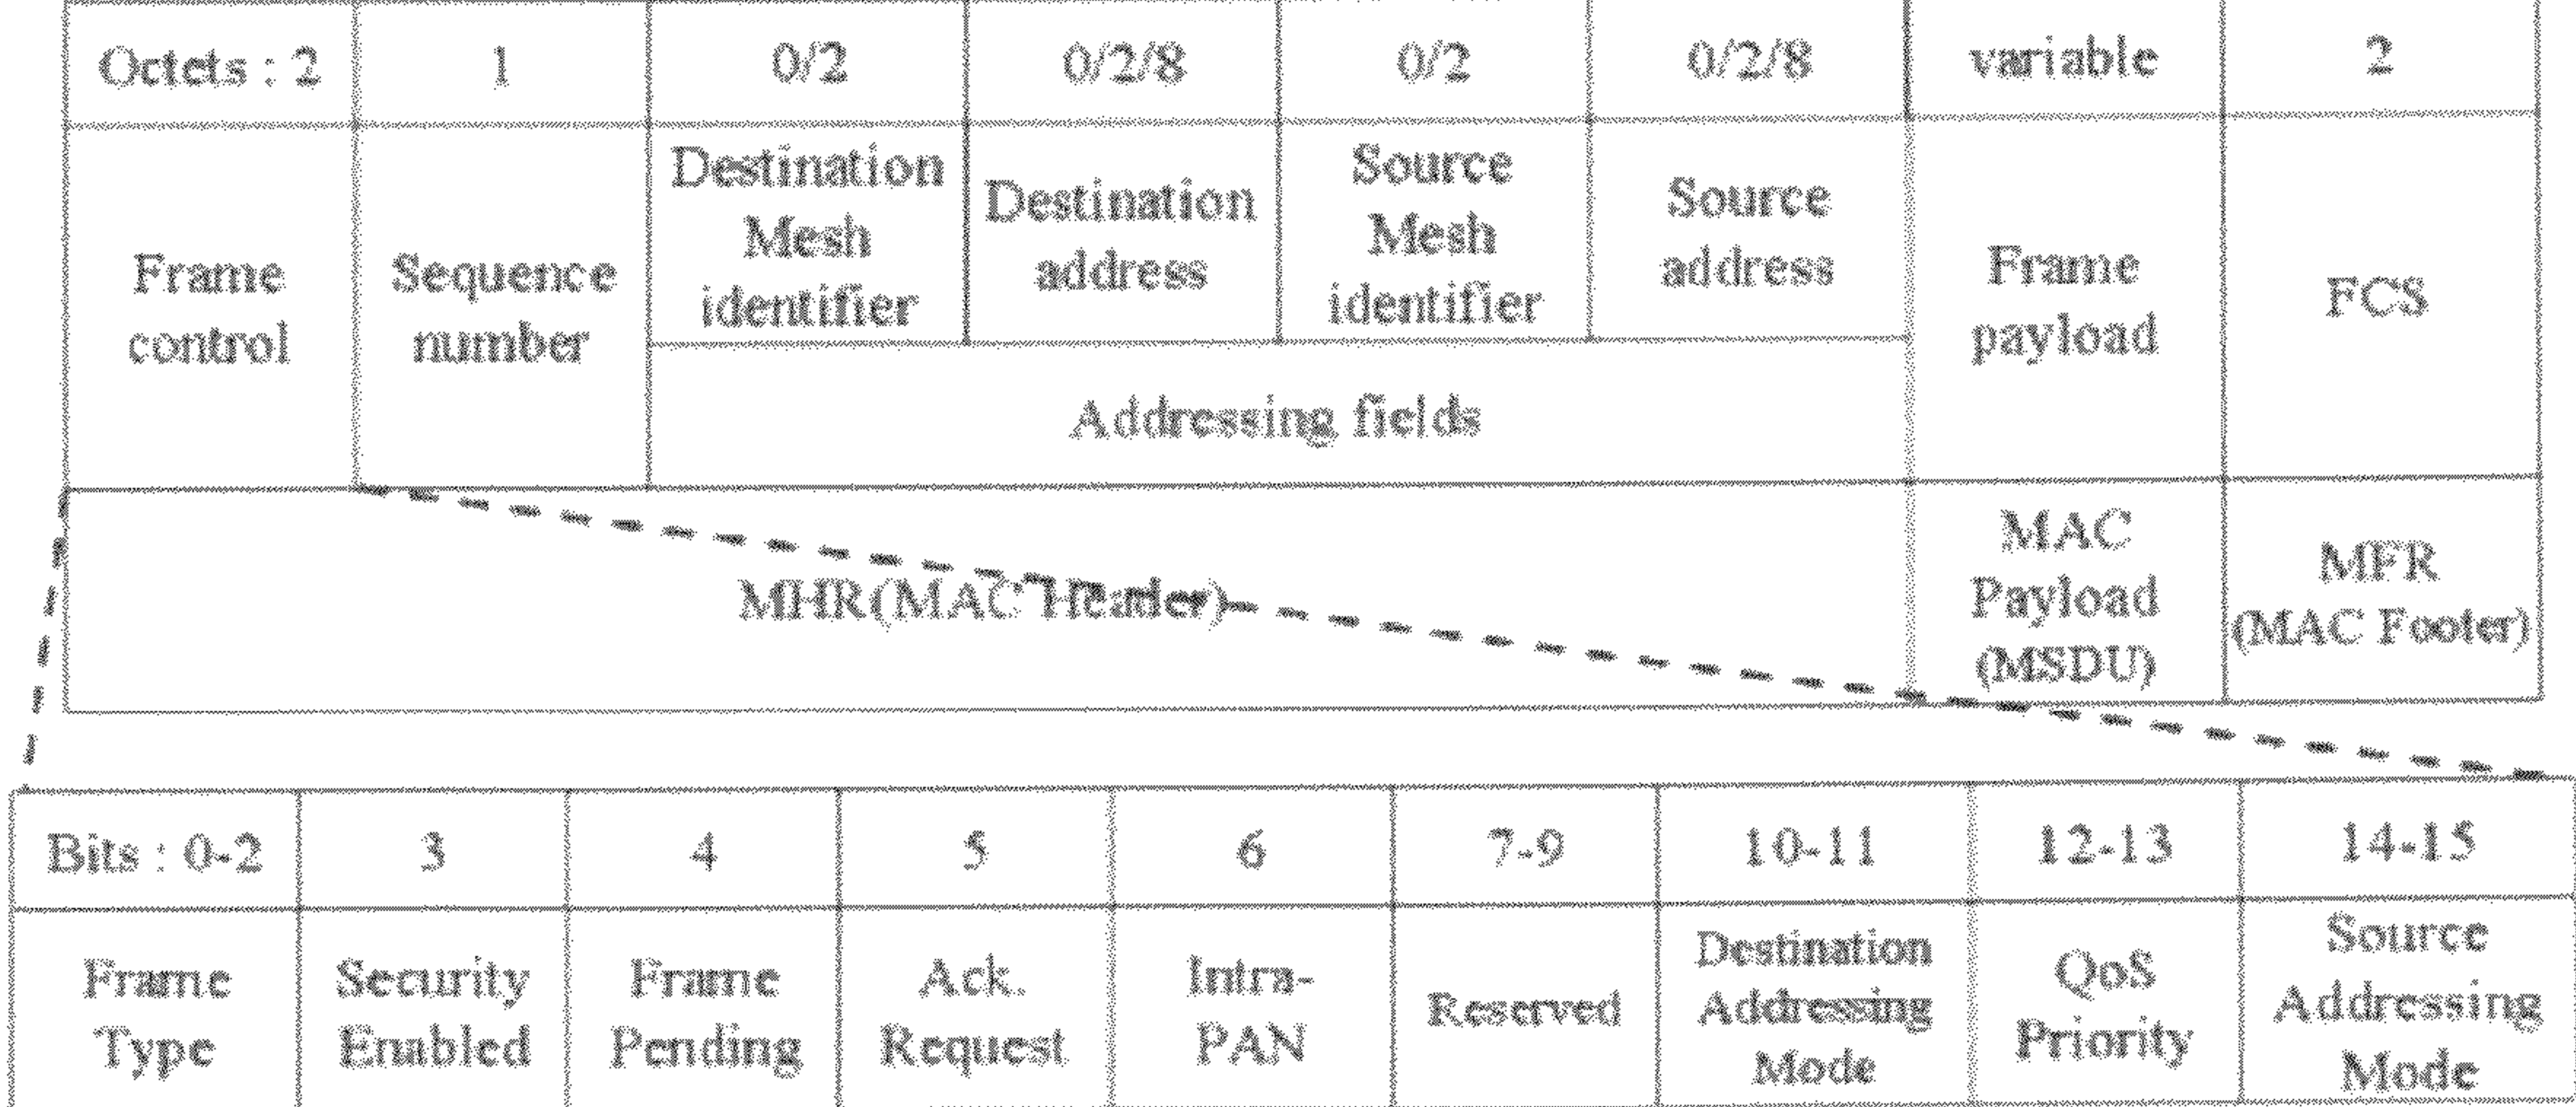 Octets : 2 1 0/2 0/2/8 0/2 0/2/8 variable 2
Frame
control
Sequence
number
Destination
Mesh
identifier
Destination
address
Source
Mesh
identifier
Source
address
Frame
payload
FCS
Addressing fields
MHR(MAC Header)
MAC
Payload
(MSDU)
MFR
(MAC Footer)
Bits : 0-2 3 4 5 6 7-9 10-11 12-13 14-15
Frame
Type
Security
Enabled
Frame
Pending
Ack.
Request
Intra-
PAN
Reserved
Destination
Addressing
Mode
QoS
Priority
Source
Addressing
Mode